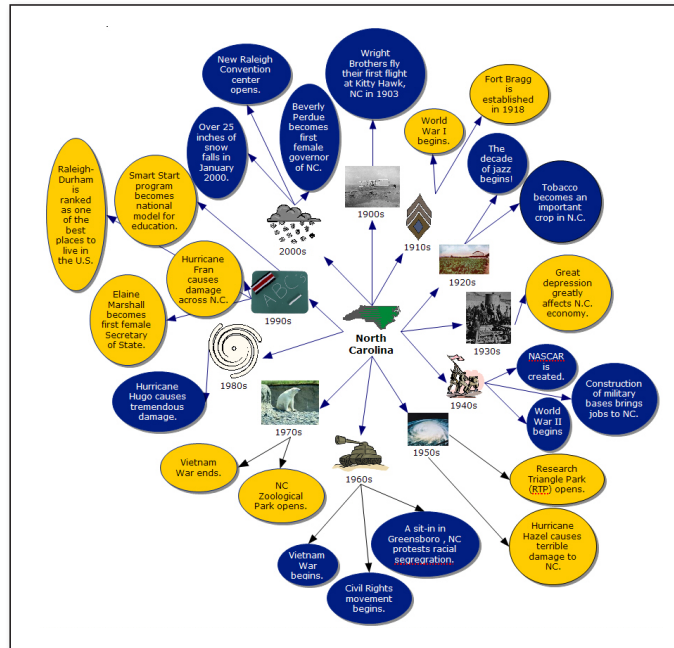 New Raleigh
Convention
center
opens.
Wright
Brothers fly
their first flight
at Kitty Hawk,
NC in 1903
Fort Bragg
is
established
in 1918
Beverly
Perdue
becomes
first
female
governor
of NC.
World
War I
begins.
Over 25
inches of
snow
falls in
January
2000.
The
decade
of jazz
begins!
Raleigh-
Durham
is
ranked
as one of
the best
places to
live in
the U.S.
Smart Start
program
becomes
national
model for
education.
Tobacco
becomes an
important
crop in N.C.
1900s
1910s
2000s
1920s
Hurricane
Fran causes
damage
across N.C.
ABCs
1990s
Great
depression
greatly
affects N.C.
economy.
Elaine
Marshall
becomes
first female
Secretary
of State.
North
Carolina
1930s
1980s
NASCAR
is
created.
1940s
Construction
of military
bases brings
jobs to NC.
Hurricane
Hugo causes
tremendous
damage.
World
War II
begins
1970s
1950s
Vietnam
War ends.
1960s
Research
Triangle Park
(RTP) opens.
NC
Zoological
Park opens.
A sit-in in
Greensboro , NC
protests racial
segregration.
Hurricane
Hazel causes
terrible
damage to
NC.
Vietnam
War
begins.
Civil Rights
movement
begins.